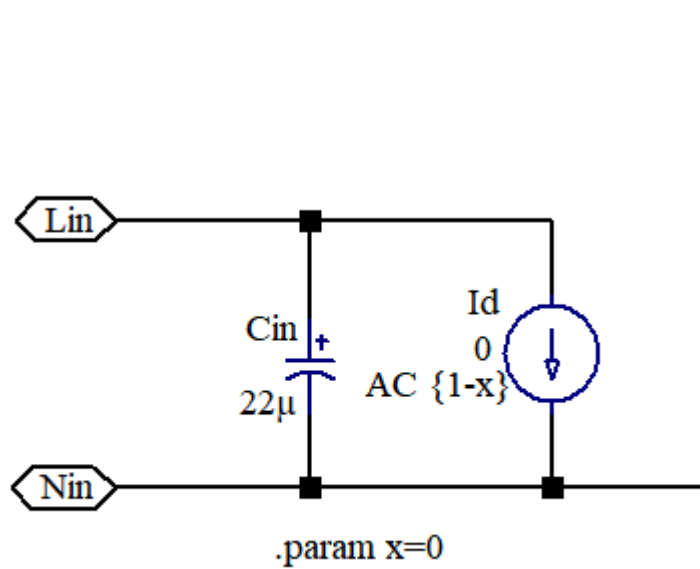 Lin
Id
Cin
0
AC {1-x}
22µ
Nin
.param x=0